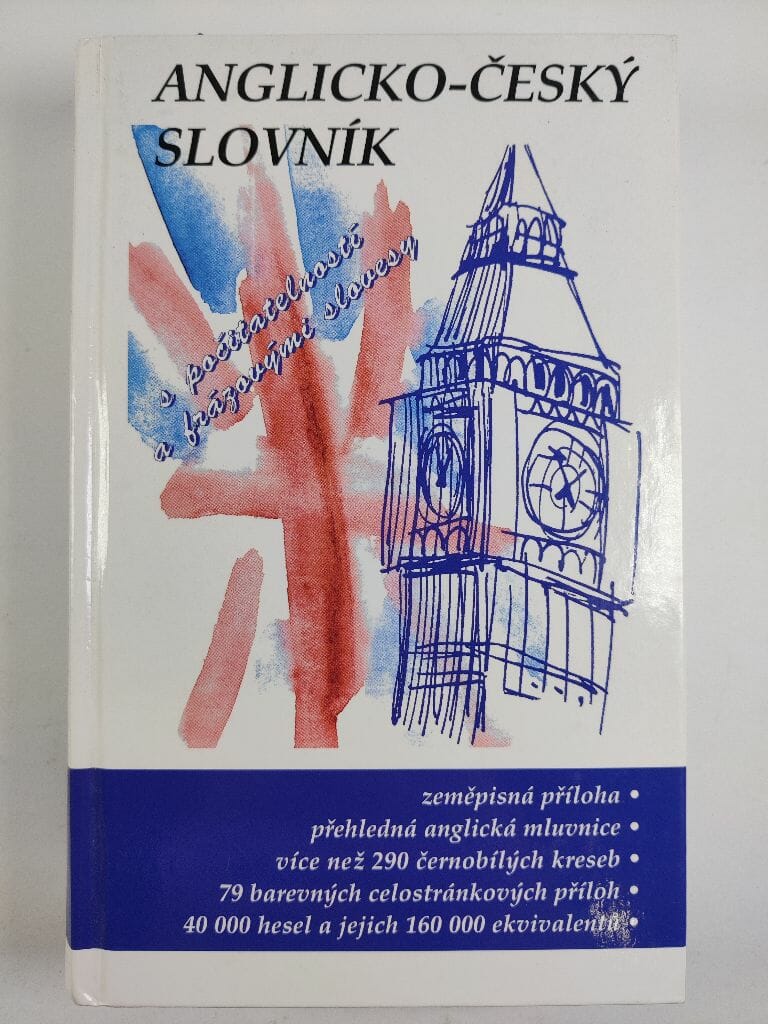 ANGLICKO-ČESKÝ
SLOVNÍK
s počitatelností
a frázovými slovesy
zeměpisná příloha •
přehledná anglická mluvnice •
více než 290 černobílých kreseb •
79 barevných celostránkových příloh •
40 000 hesel a jejich 160 000 ekvivalentů •